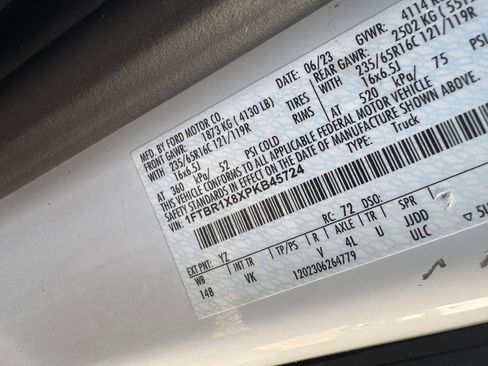 MFD. BY FORD MOTOR CO.
DATE: 06/23
GVWR: 4114 KG
FRONT GAWR: 1873 KG (4130 LB)
REAR GAWR: 2502 KG
WITH 235/65R16C 121/119R TIRES
WITH 235/65R16C 121/119R
16x6.5J RIMS
16x6.5J
AT 360 kPa/ 52 PSI COLD
AT 520 kPa/ 75 PSI
THIS VEHICLE CONFORMS TO ALL APPLICABLE FEDERAL MOTOR VEHICLE
SAFETY STANDARDS IN EFFECT ON THE DATE OF MANUFACTURE SHOWN ABOVE.
VIN: 1FTBR1X8XPKB45724
TYPE: Truck
EXT PNT: YZ RC: 72 DSO:
WB INT TR TP/PS R AXLE TR
148 VK V 4L U
1202306264779
UJJD
ULC